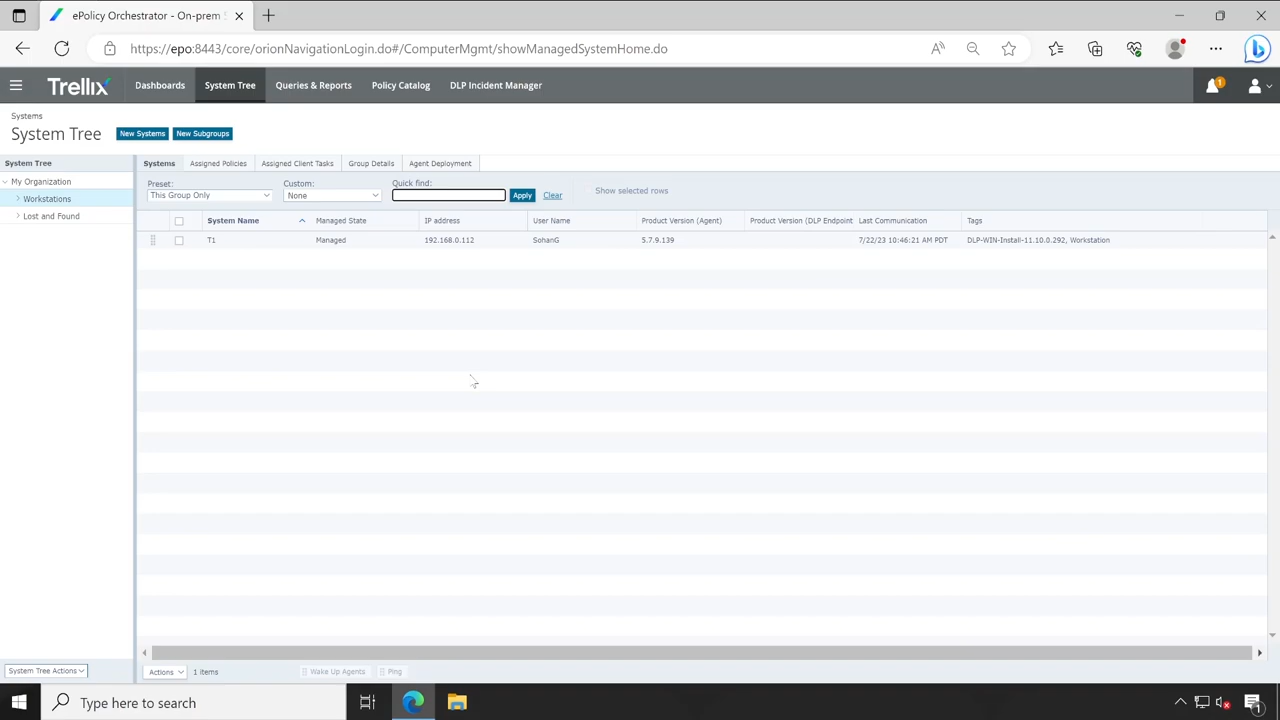 ePolicy Orchestrator - On-prem
https://epo:8443/core/orionNavigationLogin.do#/ComputerMgmt/showManagedSystemHome.do
Trellix Dashboards System Tree Queries & Reports Policy Catalog DLP Incident Manager 1
Systems
System Tree New Systems New Subgroups
System Tree Systems Assigned Policies Assigned Client Tasks Group Details Agent Deployment
My Organization
Workstations
Lost and Found
Preset: Custom: Quick find:
This Group Only None Apply Clear Show selected rows
System Name Managed State IP address User Name Product Version (Agent) Product Version (DLP Endpoint Last Communication Tags
T1 Managed 192.168.0.112 SohanG 5.7.9.139 7/22/23 10:46:21 AM PDT DLP-WIN-Install-11.10.0.292, Workstation
System Tree Actions Actions 1 items Wake Up Agents Ping
Type here to search 1